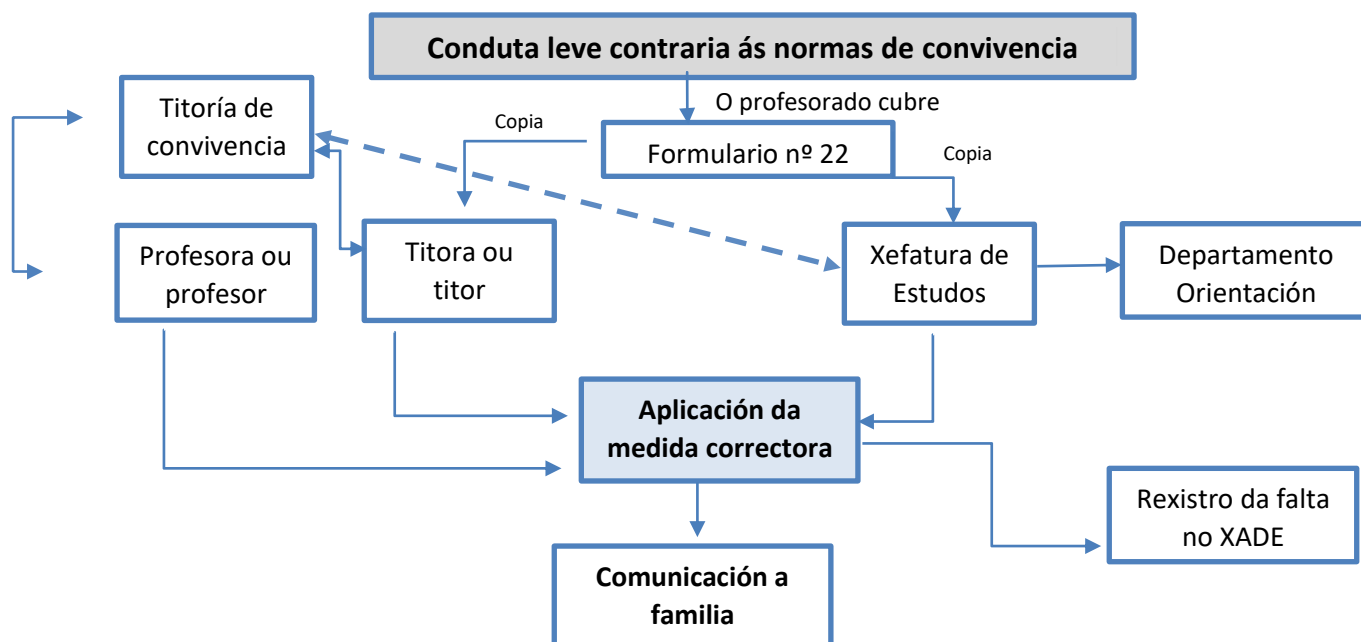 Conduta leve contraria ás normas de convivencia
O profesorado cubre
Titoría de
convivencia
Copia
Formulario nº 22
Copia
Profesora ou
profesor
Titora ou
titor
Xefatura de
Estudos
Departamento
Orientación
Aplicación da
medida correctora
Rexistro da falta
no XADE
Comunicación a
familia